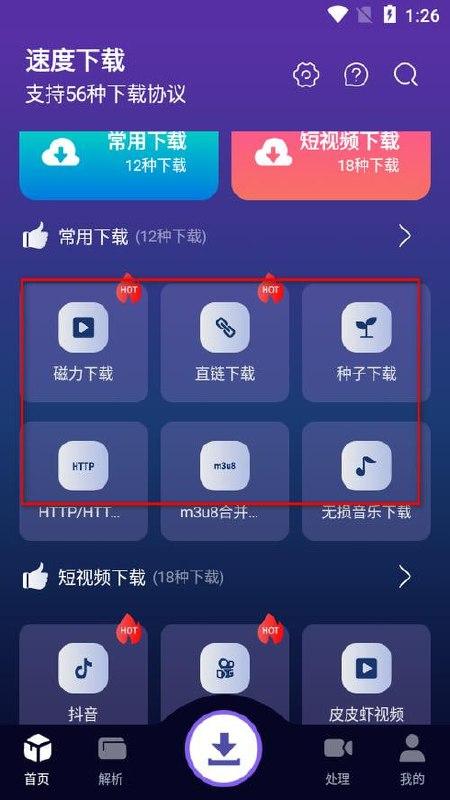 1:26
速度下载
支持56种下载协议
常用下载
12种下载
短视频下载
18种下载
常用下载 (12种下载)
HOT
HOT
磁力下载
直链下载
种子下载
HTTP
m3u8
HTTP/HTT...
m3u8合并...
无损音乐下载
短视频下载 (18种下载)
HOT
HOT
抖音
皮皮虾视频
首页
解析
处理
我的